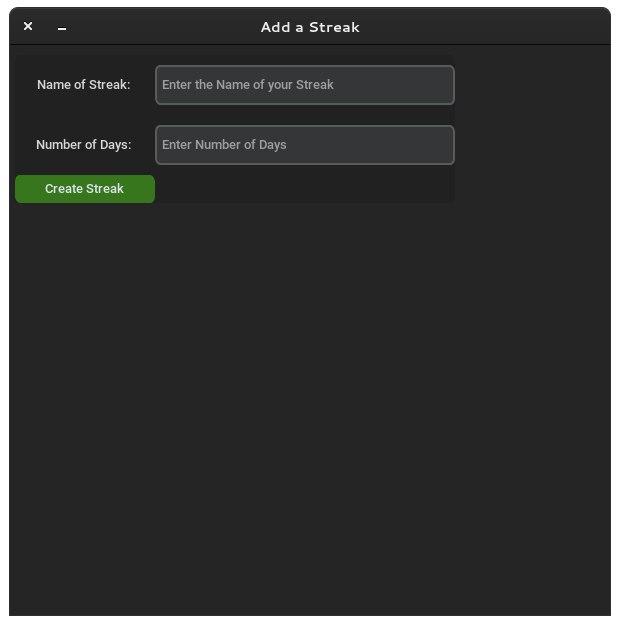 Add a Streak
Name of Streak: Enter the Name of your Streak
Number of Days: Enter Number of Days
Create Streak